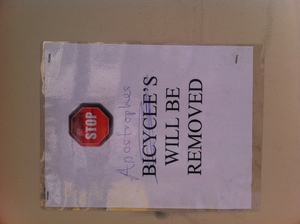 STOP
Apostrophes
BICYCLE'S
WILL BE
REMOVED